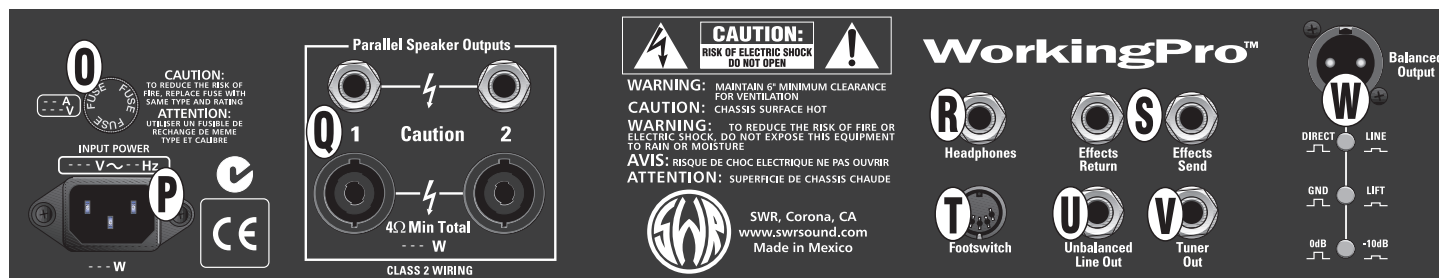 O
- - - A
- - - V
FUSE FUSE FUSE
CAUTION:
TO REDUCE THE RISK OF
FIRE, REPLACE FUSE WITH
SAME TYPE AND RATING
ATTENTION:
UTILISER UN FUSIBLE DE
RECHANGE DE MEME
TYPE ET CALIBRE
INPUT POWER
- - - V～- - Hz
P
- - - W
CE
Parallel Speaker Outputs
Q
1 Caution 2
4Ω Min Total
- - - W
CLASS 2 WIRING
CAUTION:
RISK OF ELECTRIC SHOCK
DO NOT OPEN
WARNING: MAINTAIN 6" MINIMUM CLEARANCE
FOR VENTILATION
CAUTION: CHASSIS SURFACE HOT
WARNING: TO REDUCE THE RISK OF FIRE OR
ELECTRIC SHOCK, DO NOT EXPOSE THIS EQUIPMENT
TO RAIN OR MOISTURE
AVIS: RISQUE DE CHOC ELECTRIQUE NE PAS OUVRIR
ATTENTION: SUPERFICIE DE CHASSIS CHAUDE
SWR
SWR, Corona, CA
www.swrsound.com
Made in Mexico
WorkingPro™
R
Headphones
Effects
Return
S
Effects
Send
T
Footswitch
U
Unbalanced
Line Out
V
Tuner
Out
Balanced
Output
W
DIRECT LINE
GND LIFT
0dB -10dB